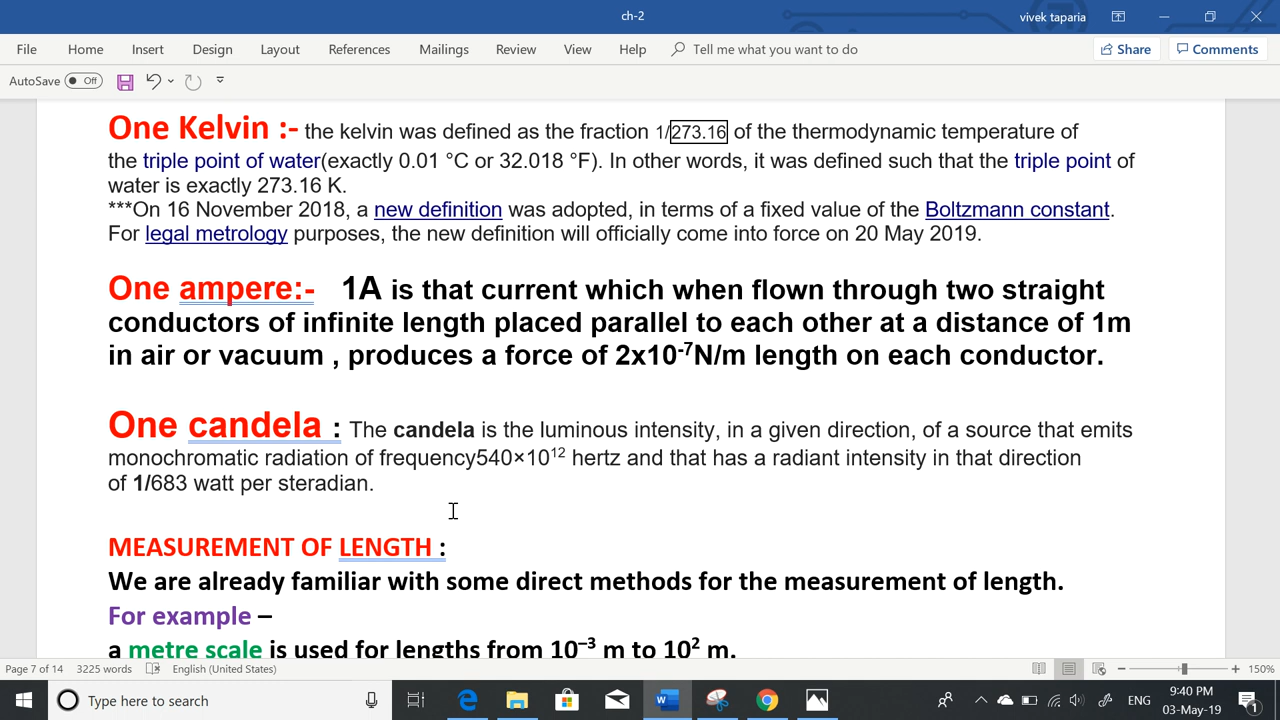 ch-2
vivek taparia
File Home Insert Design Layout References Mailings Review View Help Tell me what you want to do Share Comments
AutoSave Off
One Kelvin :- the kelvin was defined as the fraction 1/273.16 of the thermodynamic temperature of
the triple point of water(exactly 0.01 °C or 32.018 °F). In other words, it was defined such that the triple point of
water is exactly 273.16 K.
***On 16 November 2018, a new definition was adopted, in terms of a fixed value of the Boltzmann constant.
For legal metrology purposes, the new definition will officially come into force on 20 May 2019.
One ampere:- 1A is that current which when flown through two straight
conductors of infinite length placed parallel to each other at a distance of 1m
in air or vacuum , produces a force of 2x10⁻⁷N/m length on each conductor.
One candela : The candela is the luminous intensity, in a given direction, of a source that emits
monochromatic radiation of frequency540×10¹² hertz and that has a radiant intensity in that direction
of 1/683 watt per steradian.
MEASUREMENT OF LENGTH :
We are already familiar with some direct methods for the measurement of length.
For example –
a metre scale is used for lengths from 10⁻³ m to 10² m.
Page 7 of 14 3225 words English (United States) 150%
Type here to search ENG 9:40 PM
03-May-19 1